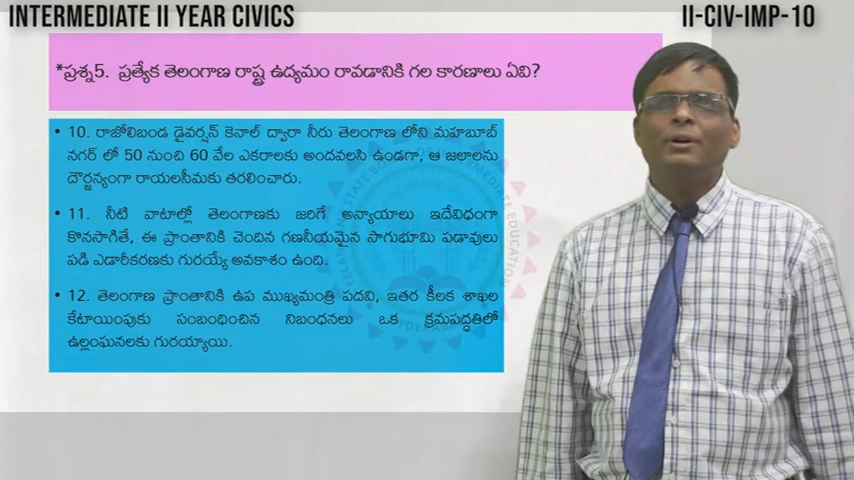 INTERMEDIATE II YEAR CIVICS
II-CIV-IMP-10
*ప్రశ్న5. ప్రత్యేక తెలంగాణ రాష్ట్ర ఉద్యమం రావడానికి గల కారణాలు ఏవి?
• 10. రాజోలిబండ డైవర్షన్ కెనాల్ ద్వారా నీరు తెలంగాణ లోని మహబూబ్
నగర్ లో 50 నుంచి 60 వేల ఎకరాలకు అందవలసి ఉండగా, ఆ జలాలను
దౌర్జన్యంగా రాయలసీమకు తరలించారు.
• 11. నీటి వాటాల్లో తెలంగాణకు జరిగే అన్యాయాలు ఇదేవిధంగా
కొనసాగితే, ఈ ప్రాంతానికి చెందిన గణనీయమైన సాగుభూమి పడావులు
పడి ఎడారీకరణకు గురయ్యే అవకాశం ఉంది.
• 12. తెలంగాణ ప్రాంతానికి ఉప ముఖ్యమంత్రి పదవి, ఇతర కీలక శాఖల
కేటాయింపుకు సంబంధించిన నిబంధనలు ఒక క్రమపద్ధతిలో
ఉల్లంఘనలకు గురయ్యాయి.